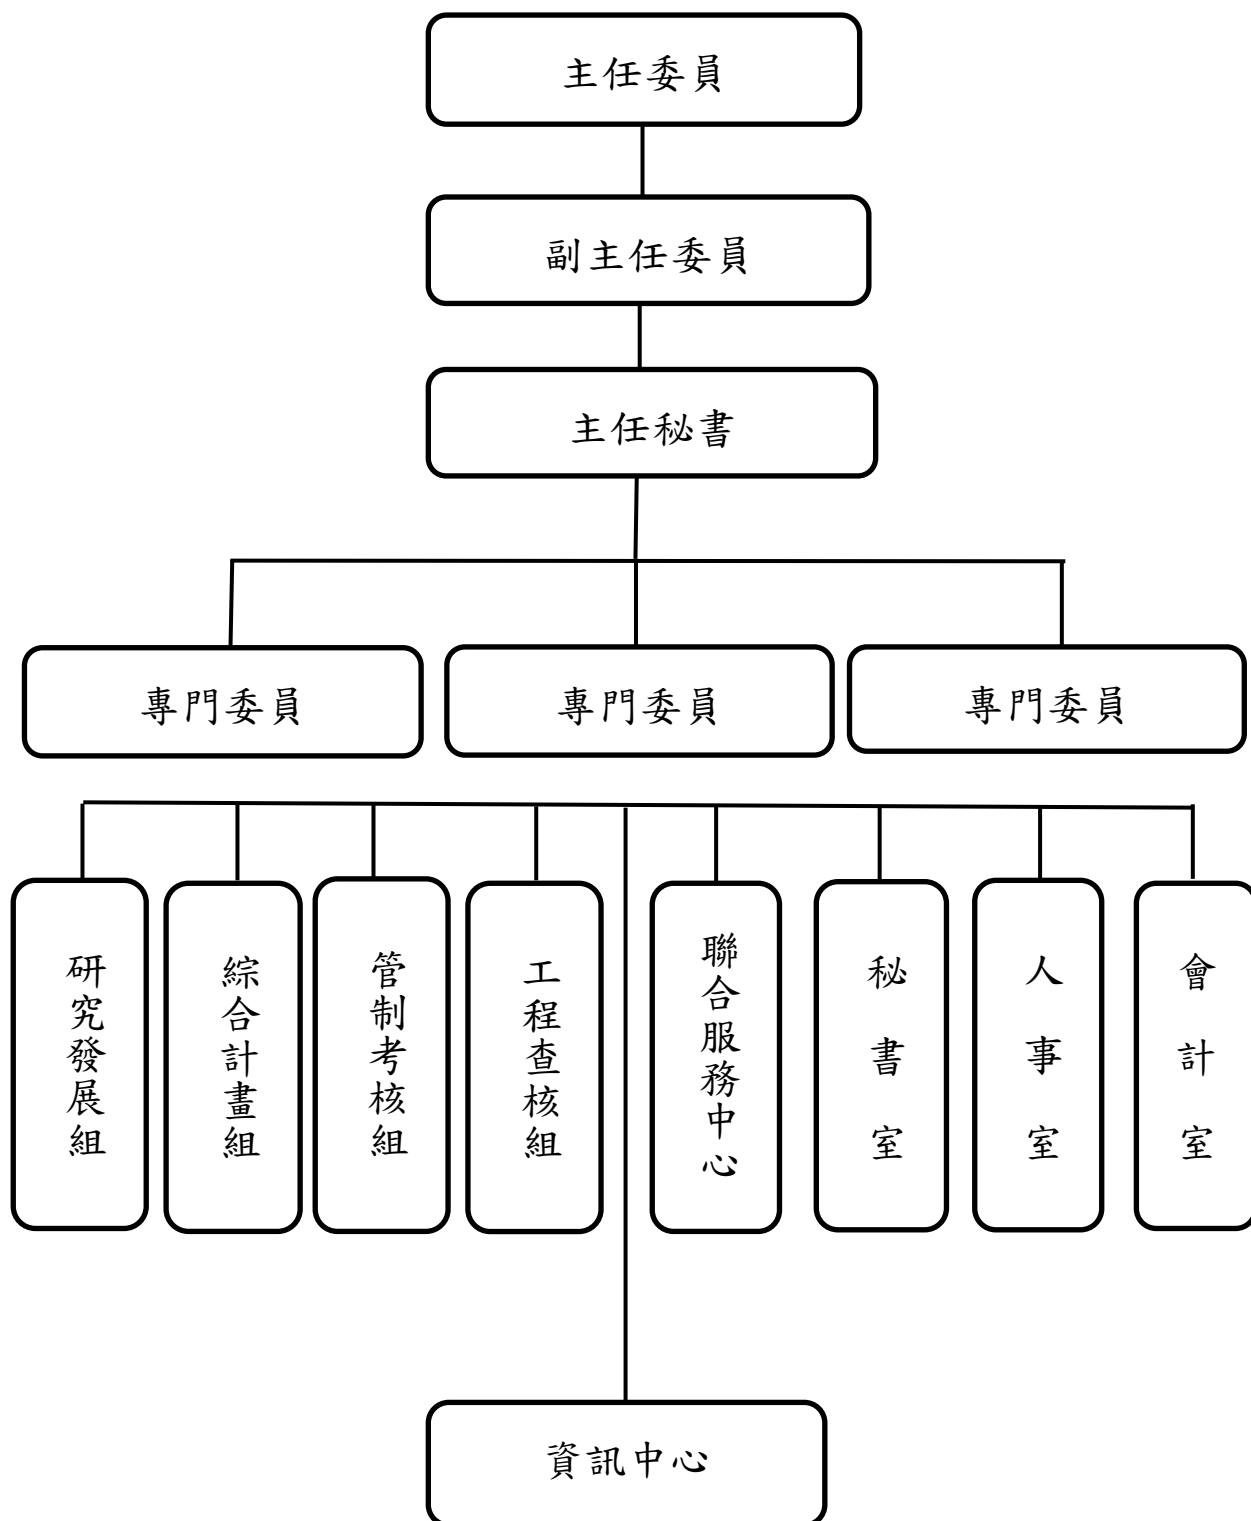 主任委員
副主任委員
主任秘書
專門委員
專門委員
專門委員
研究發展組
綜合計畫組
管制考核組
工程查核組
聯合服務中心
秘書室
人事室
會計室
資訊中心